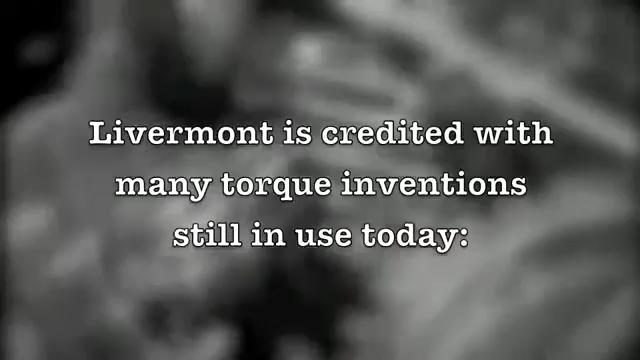 Livermont is credited with
many torque inventions
still in use today: